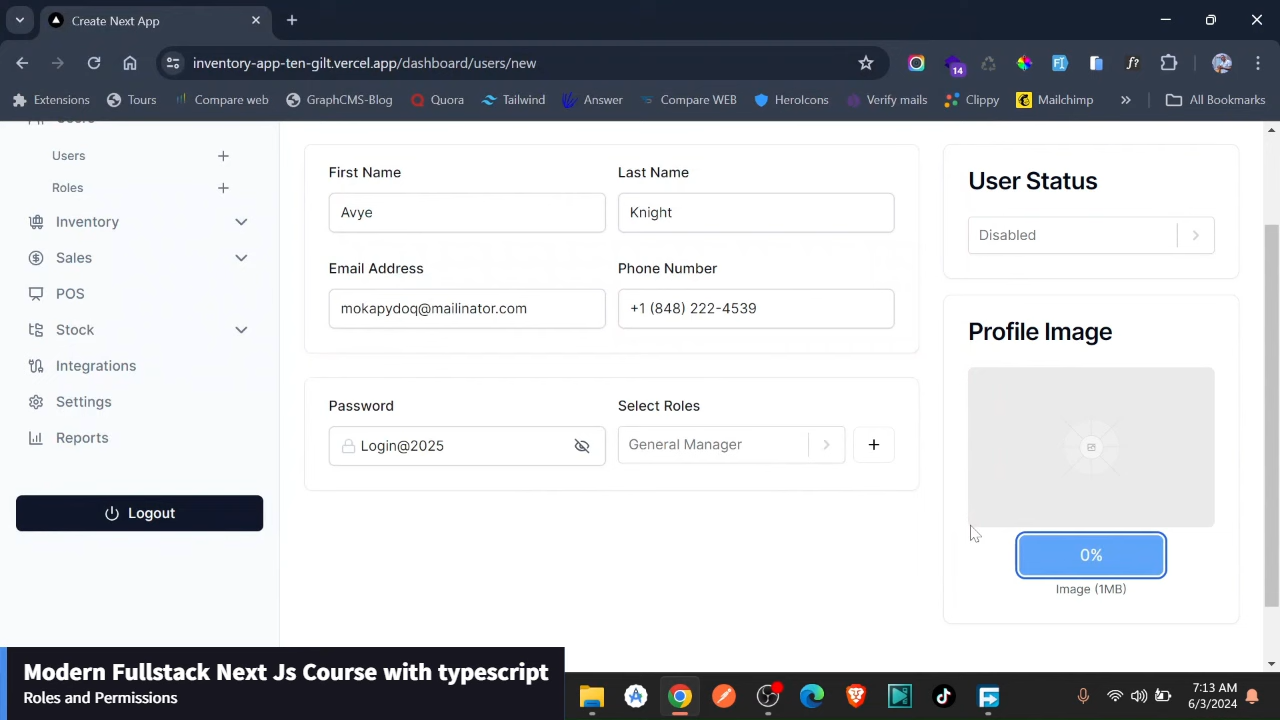 Create Next App
inventory-app-ten-gilt.vercel.app/dashboard/users/new
14
Extensions
Tours
Compare web
GraphCMS-Blog
Quora
Tailwind
Answer
Compare WEB
HeroIcons
Verify mails
Clippy
Mailchimp
All Bookmarks
Users
Users
Roles
Inventory
Sales
POS
Stock
Integrations
Settings
Reports
Logout
First Name
Last Name
Avye
Knight
Email Address
Phone Number
mokapydoq@mailinator.com
+1 (848) 222-4539
Password
Select Roles
Login@2025
General Manager
User Status
Disabled
Profile Image
0%
Image (1MB)
Modern Fullstack Next Js Course with typescript
Roles and Permissions
7:13 AM
6/3/2024